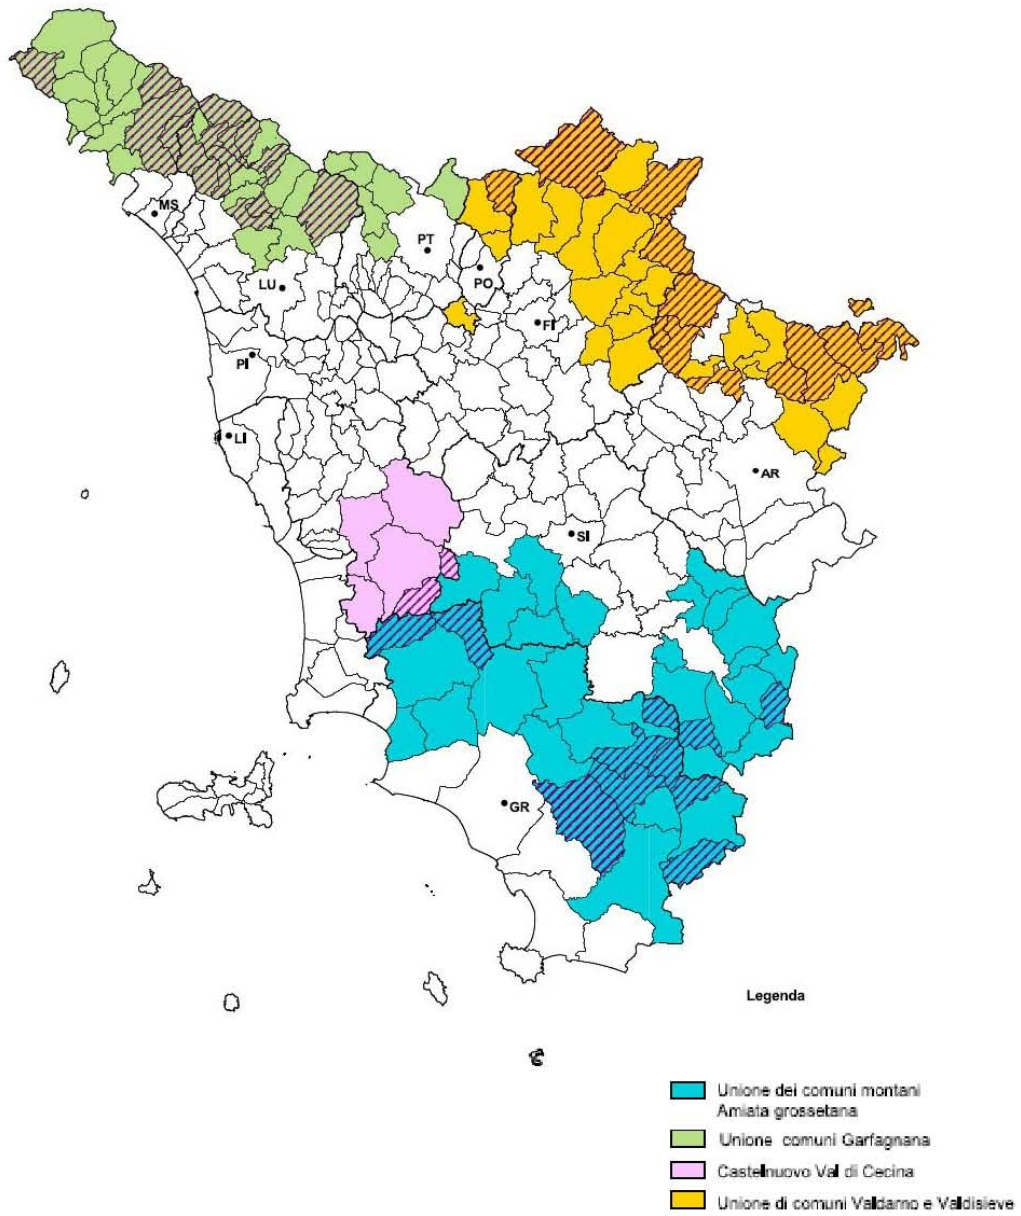 MS
PT
PO
LU
FI
PI
LI
AR
SI
GR
Legenda
Unione dei comuni montani
Amiata grossetana
Unione comuni Garfagnana
Castelnuovo Val di Cecina
Unione di comuni Valdarno e Valdisieve